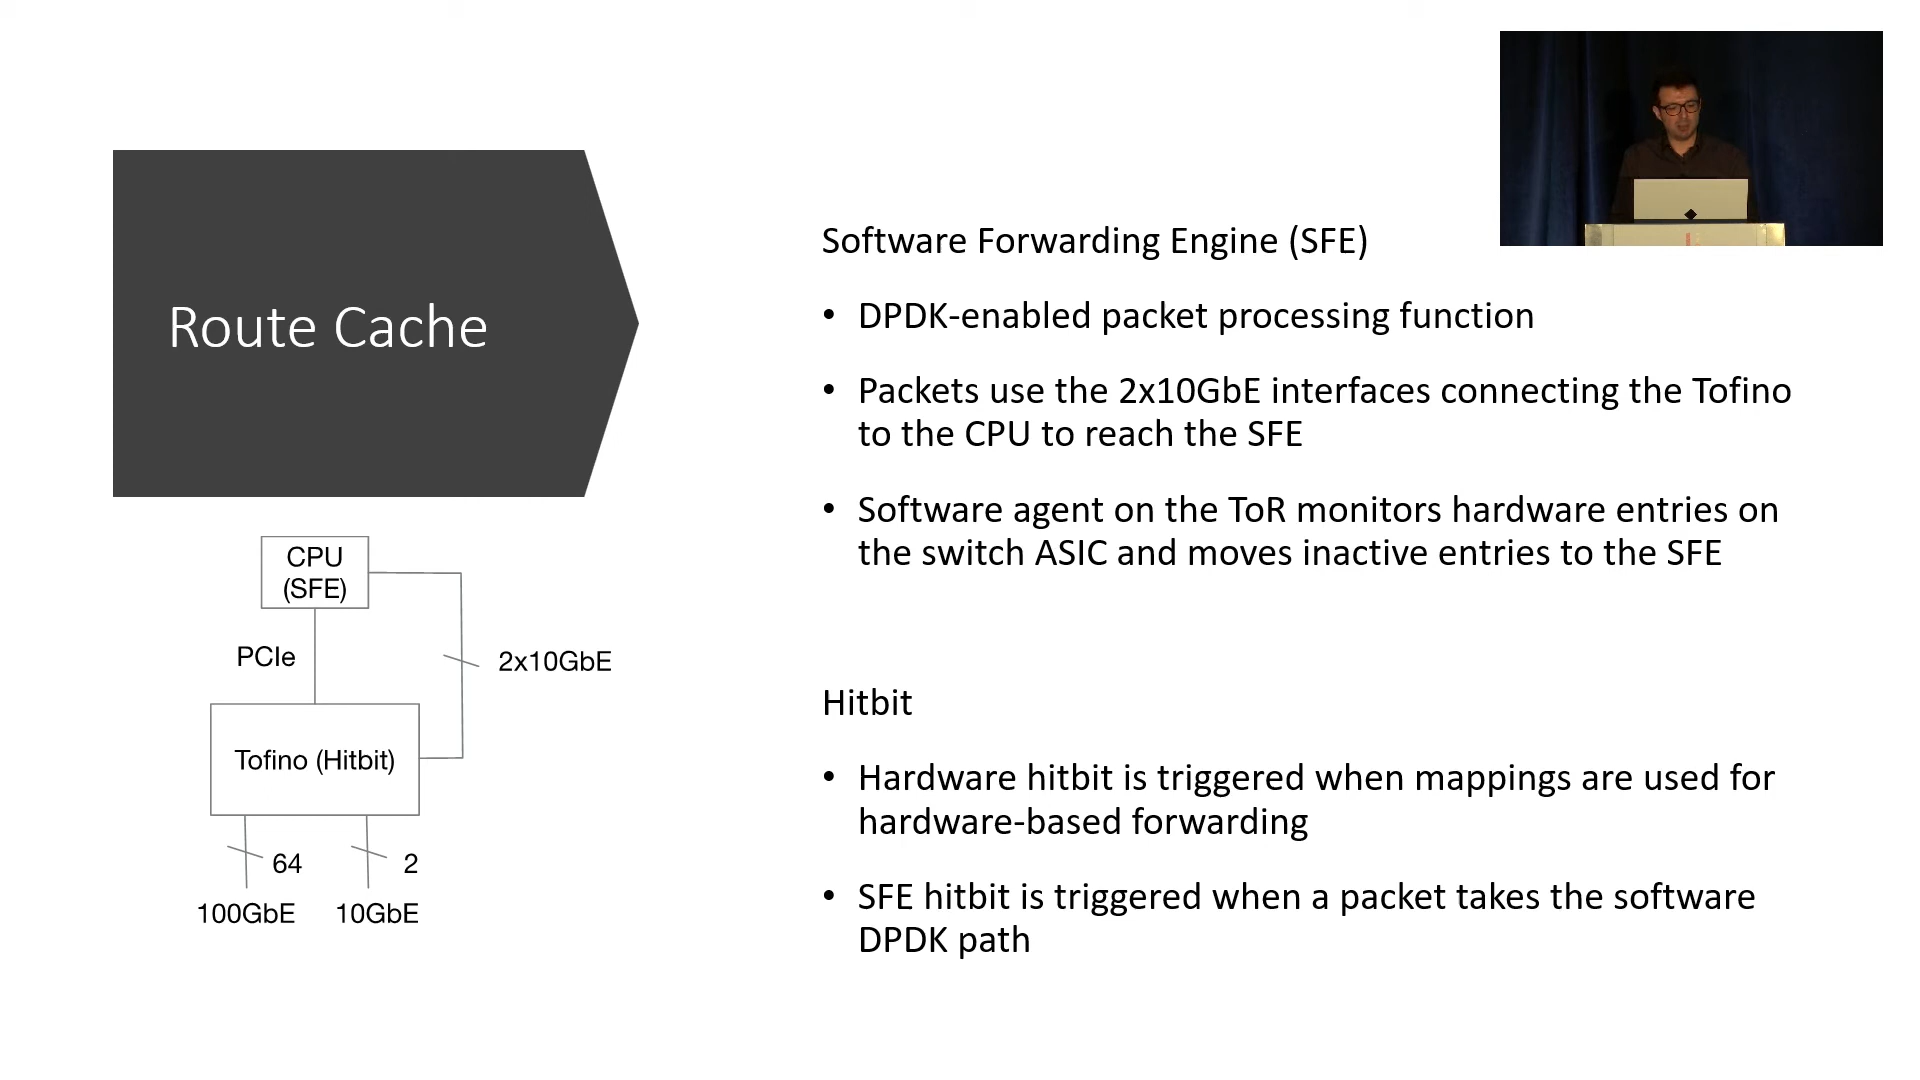 Route Cache
CPU
(SFE)
PCIe
2x10GbE
Tofino (Hitbit)
64
2
100GbE
10GbE
Software Forwarding Engine (SFE)
• DPDK-enabled packet processing function
• Packets use the 2x10GbE interfaces connecting the Tofino
to the CPU to reach the SFE
• Software agent on the ToR monitors hardware entries on
the switch ASIC and moves inactive entries to the SFE
Hitbit
• Hardware hitbit is triggered when mappings are used for
hardware-based forwarding
• SFE hitbit is triggered when a packet takes the software
DPDK path